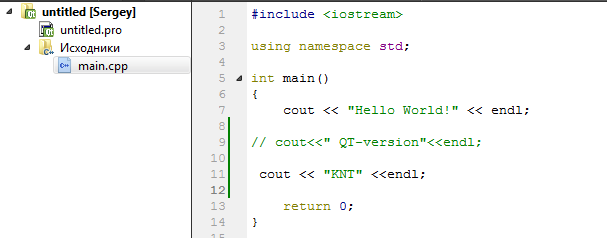 untitled [Sergey]
untitled.pro
Исходники
main.cpp
1 #include <iostream>
2
3 using namespace std;
4
5 int main()
6 {
7 cout << "Hello World!" << endl;
8
9 // cout<<" QT-version"<<endl;
10
11 cout << "KNT" <<endl;
12
13 return 0;
14 }